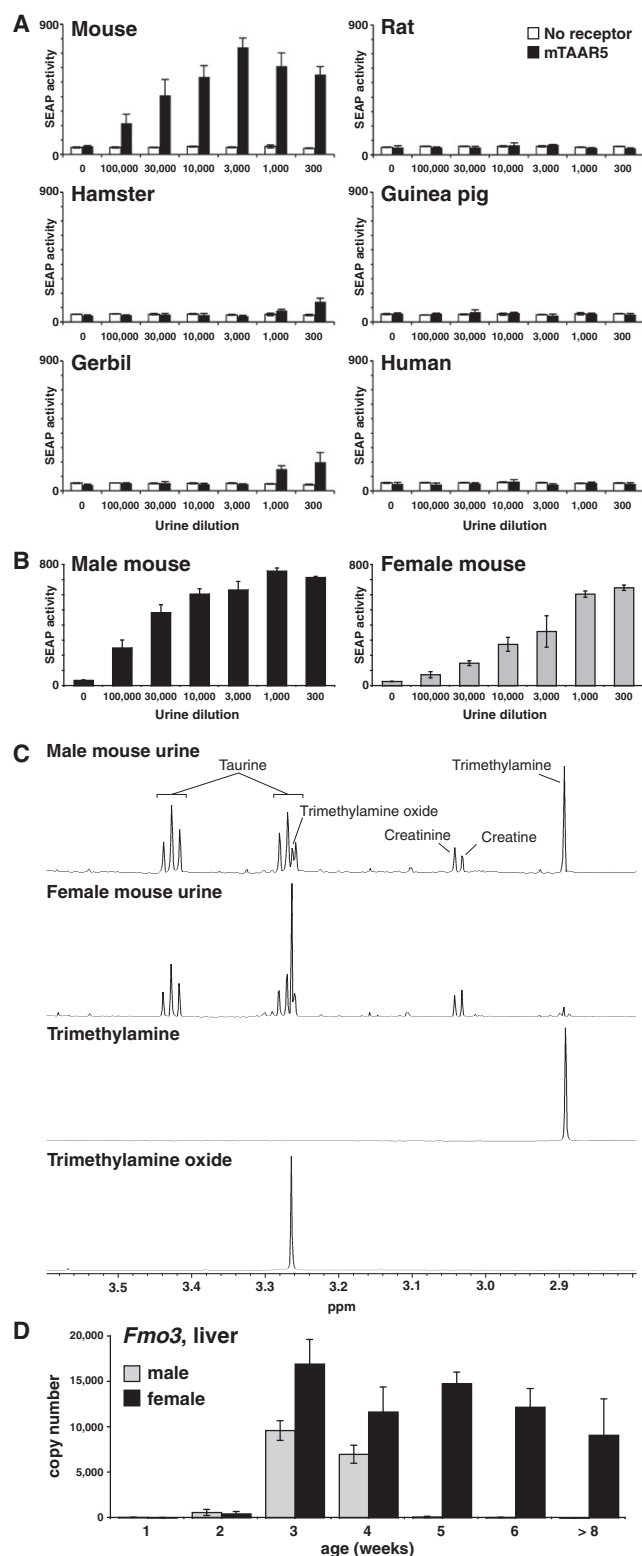 A
Mouse
900
SEAP activity
0
0 100,000 30,000 10,000 3,000 1,000 300
Rat
No receptor
mTAAR5
900
SEAP activity
0
0 100,000 30,000 10,000 3,000 1,000 300
Hamster
900
SEAP activity
0
0 100,000 30,000 10,000 3,000 1,000 300
Guinea pig
900
SEAP activity
0
0 100,000 30,000 10,000 3,000 1,000 300
Gerbil
900
SEAP activity
0
0 100,000 30,000 10,000 3,000 1,000 300
Urine dilution
Human
900
SEAP activity
0
0 100,000 30,000 10,000 3,000 1,000 300
Urine dilution
B
Male mouse
800
SEAP activity
0
0 100,000 30,000 10,000 3,000 1,000 300
Urine dilution
Female mouse
800
SEAP activity
0
0 100,000 30,000 10,000 3,000 1,000 300
Urine dilution
C
Male mouse urine
Taurine
Trimethylamine
Trimethylamine oxide
Creatinine
Creatine
Female mouse urine
Trimethylamine
Trimethylamine oxide
3.5 3.4 3.3 3.2 3.1 3.0 2.9
ppm
D
Fmo3, liver
male
female
copy number
20,000
15,000
10,000
5,000
0
1 2 3 4 5 6 > 8
age (weeks)